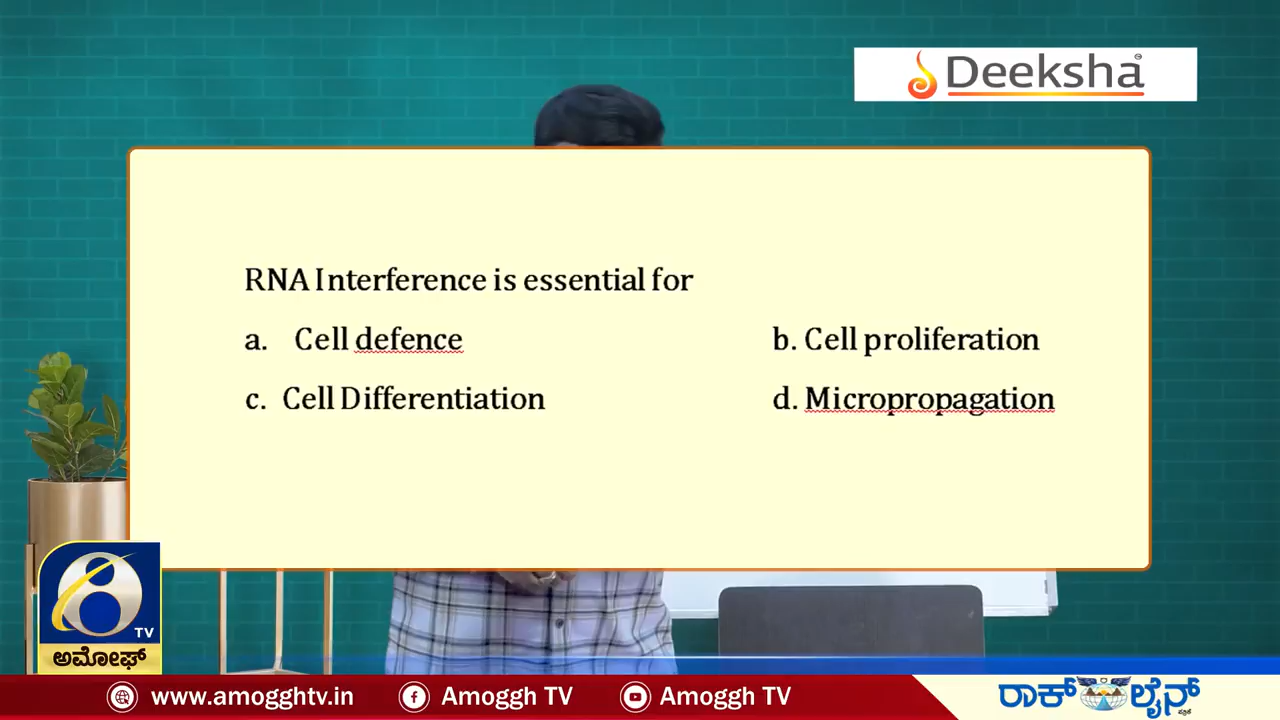 Deeksha
RNA Interference is essential for
a. Cell defence
b. Cell proliferation
c. Cell Differentiation
d. Micropropagation
TV
ಅಮೋಘ್
www.amogghtv.in
Amoggh TV
Amoggh TV
ರಾಕ್ ಲೈನ್